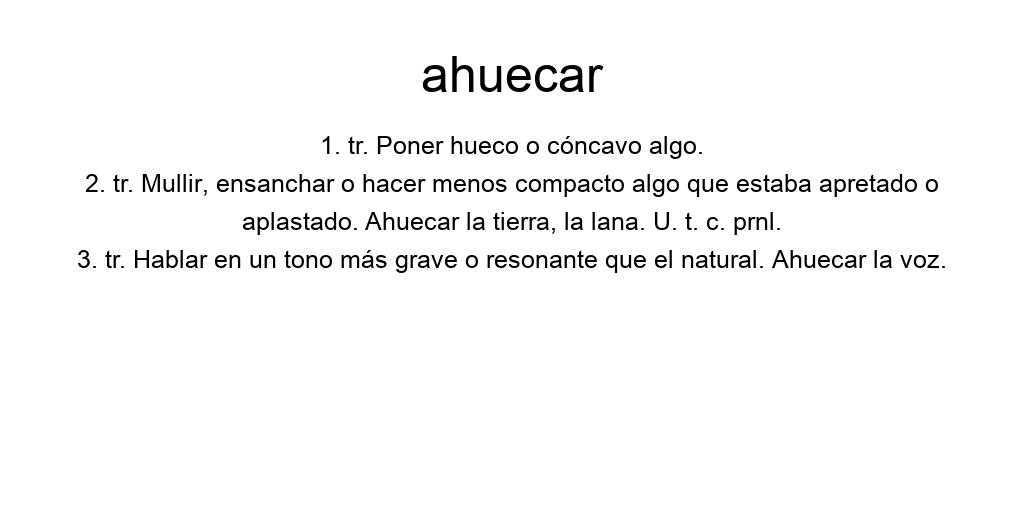 ahuecar
1. tr. Poner hueco o cóncavo algo.
2. tr. Mullir, ensanchar o hacer menos compacto algo que estaba apretado o
aplastado. Ahuecar la tierra, la lana. U. t. c. prnl.
3. tr. Hablar en un tono más grave o resonante que el natural. Ahuecar la voz.